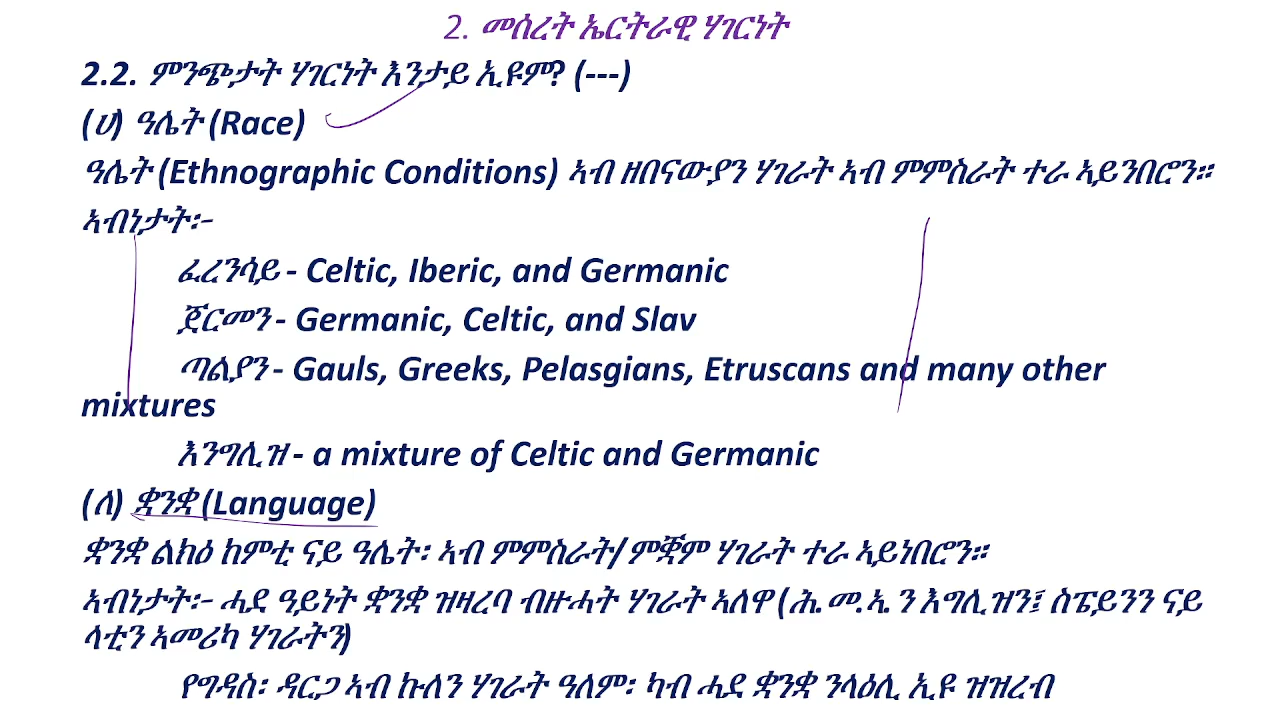 2. መሰረት ኤርትራዊ ሃገርነት
2.2. ምንጭታት ሃገርነት እንታይ ኢዩም? (---)
(ሀ) ዓሌት (Race)
ዓሌት (Ethnographic Conditions) ኣብ ዘበናውያን ሃገራት ኣብ ምምስራት ተራ ኣይንበሮን።
ኣብነታት፡-
ፈረንሳይ - Celtic, Iberic, and Germanic
ጀርመን - Germanic, Celtic, and Slav
ጣልያን - Gauls, Greeks, Pelasgians, Etruscans and many other
mixtures
እንግሊዝ - a mixture of Celtic and Germanic
(ለ) ቋንቋ (Language)
ቋንቋ ልክዕ ከምቲ ናይ ዓሌት፡ ኣብ ምምስራት/ ምቛም ሃገራት ተራ ኣይነበሮን።
ኣብነታት፡- ሓደ ዓይነት ቋንቋ ዝዛረባ ብዙሓት ሃገራት ኣለዋ (ሕ.መ.ኣ. ን እግሊዝን፤ ስፔይንን ናይ
ላቲን ኣመሪካ ሃገራትን)
የግዳስ፡ ዳርጋ ኣብ ኩለን ሃገራት ዓለም፡ ካብ ሓደ ቋንቋ ንላዕሊ ኢዩ ዝዝረብ